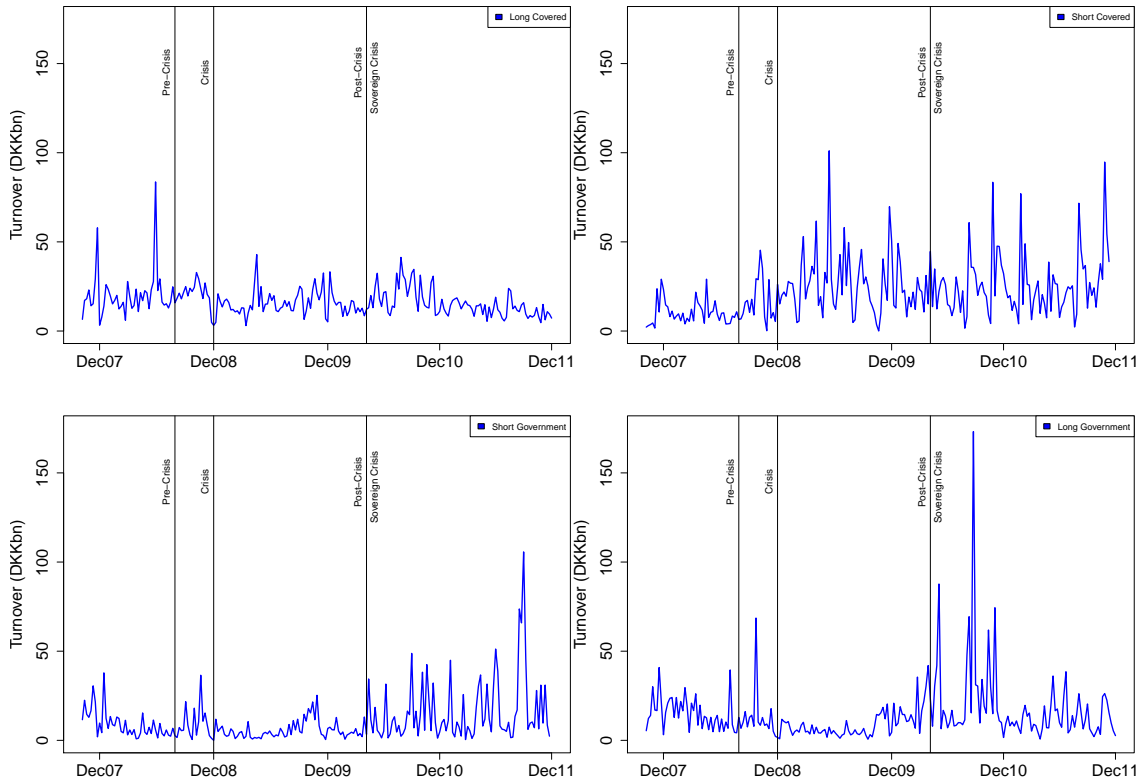 Long Covered
Turnover (DKKbn)
0
50
100
150
Pre−Crisis
Crisis
Post−Crisis
Sovereign Crisis
Dec07
Dec08
Dec09
Dec10
Dec11
Short Covered
Turnover (DKKbn)
0
50
100
150
Pre−Crisis
Crisis
Post−Crisis
Sovereign Crisis
Dec07
Dec08
Dec09
Dec10
Dec11
Short Government
Turnover (DKKbn)
0
50
100
150
Pre−Crisis
Crisis
Post−Crisis
Sovereign Crisis
Dec07
Dec08
Dec09
Dec10
Dec11
Long Government
Turnover (DKKbn)
0
50
100
150
Pre−Crisis
Crisis
Post−Crisis
Sovereign Crisis
Dec07
Dec08
Dec09
Dec10
Dec11